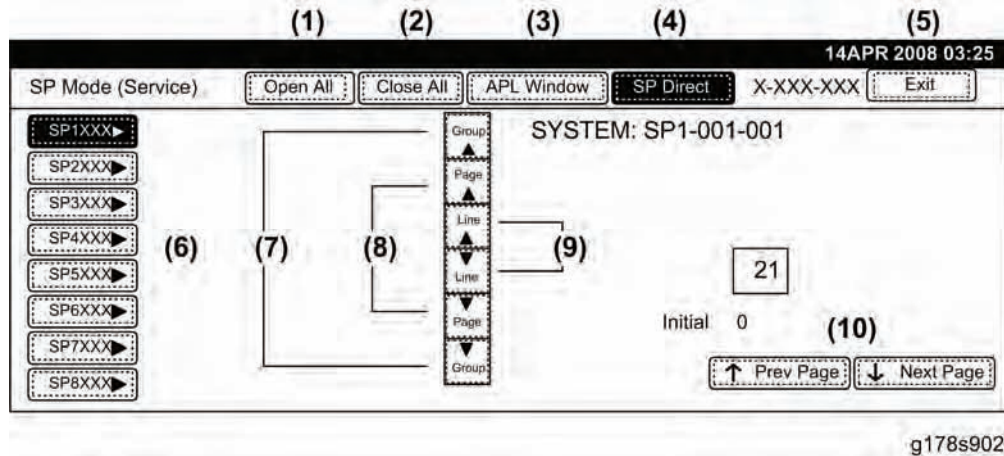 (1) (2) (3) (4) (5)
14APR 2008 03:25
SP Mode (Service) Open All Close All APL Window SP Direct X-XXX-XXX Exit
SP1XXX▶ Group ▲ SYSTEM: SP1-001-001
SP2XXX▶ Page ▲
SP3XXX▶ Line ▲
SP4XXX▶ (6) (7) (8) (9)
SP5XXX▶ ▼ Line 21
SP6XXX▶ ▼ Page Initial 0 (10)
SP7XXX▶ ▼ Group ↑ Prev Page ↓ Next Page
SP8XXX▶
g178s902